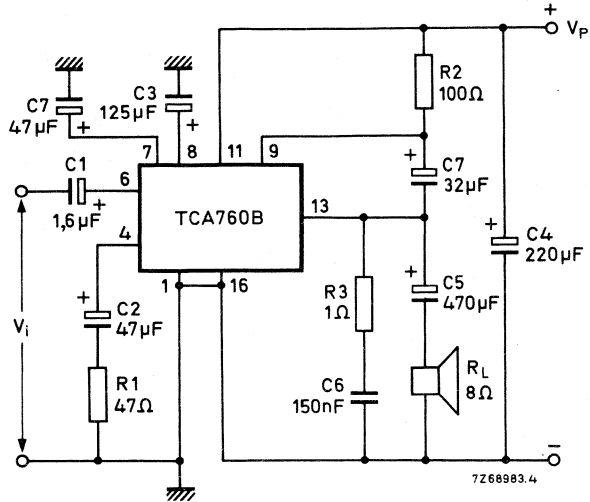 +
V_P
R2
100Ω
C3
125µF
+
C7
47µF
+
7
8
11
9
+
C7
32µF
C1
1,6µF
+
6
TCA760B
13
4
+
C4
220µF
1
16
+
C5
470µF
R3
1Ω
+
C2
47µF
V_i
R_L
8Ω
R1
47Ω
C6
150nF
−
7Z68983.4